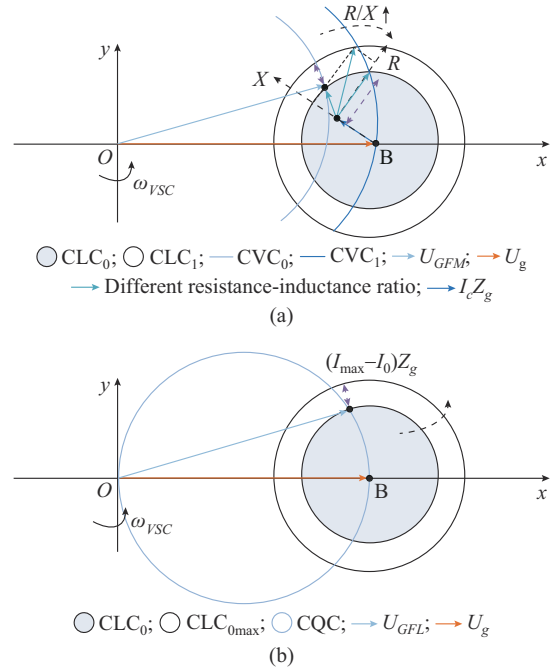 R/X ↑
y
R
X
O
B
x
ω_VSC
CLC_0; CLC_1; CVC_0; CVC_1; U_GFM; U_g
Different resistance-inductance ratio; I_cZ_g
(a)
(I_max−I_0)Z_g
y
O
B
x
ω_VSC
CLC_0; CLC_0max; CQC; U_GFL; U_g
(b)